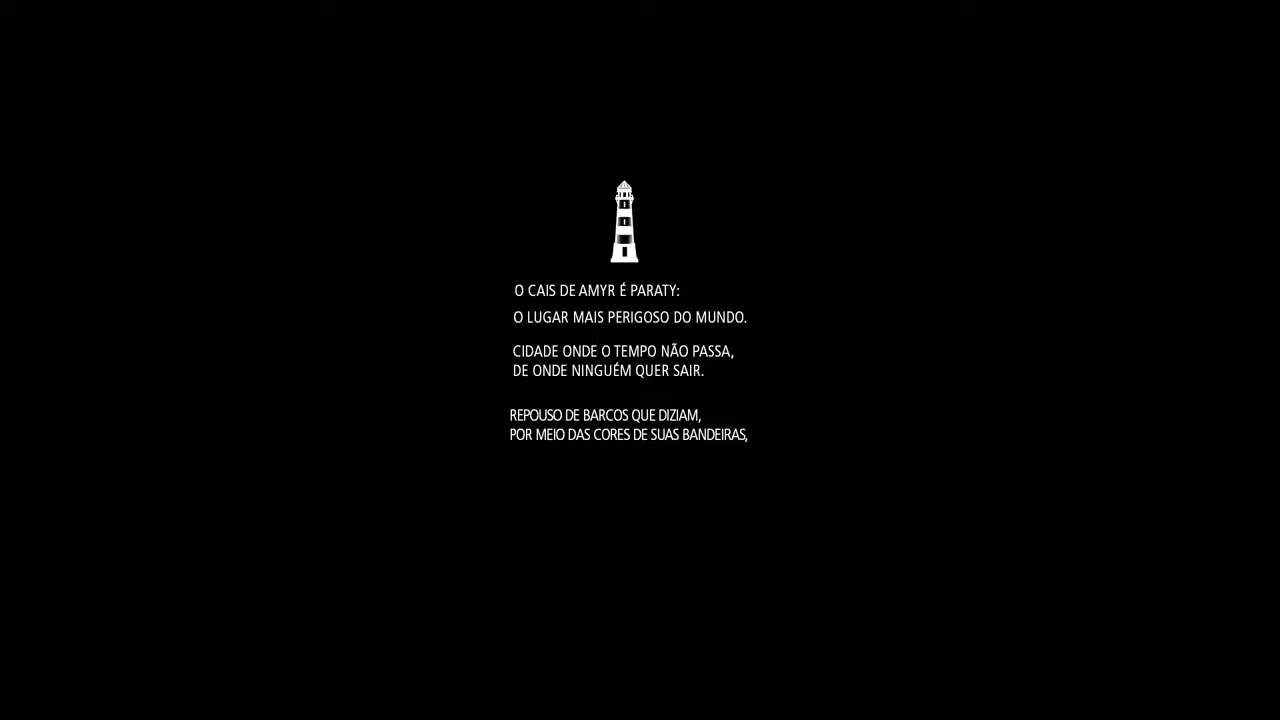 O CAIS DE AMYR É PARATY:
O LUGAR MAIS PERIGOSO DO MUNDO.
CIDADE ONDE O TEMPO NÃO PASSA,
DE ONDE NINGUÉM QUER SAIR.
REPOUSO DE BARCOS QUE DIZIAM,
POR MEIO DAS CORES DE SUAS BANDEIRAS,